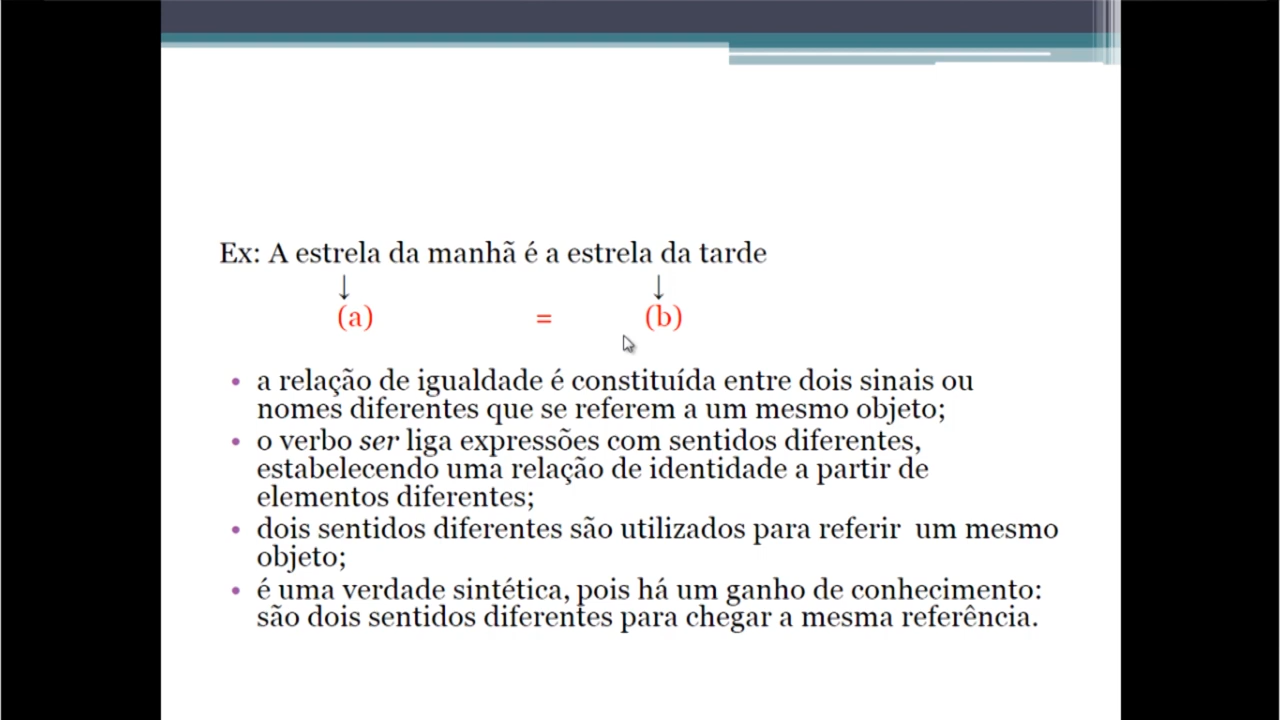 Ex: A estrela da manhã é a estrela da tarde
↓ ↓
(a) = (b)
• a relação de igualdade é constituída entre dois sinais ou
nomes diferentes que se referem a um mesmo objeto;
• o verbo ser liga expressões com sentidos diferentes,
estabelecendo uma relação de identidade a partir de
elementos diferentes;
• dois sentidos diferentes são utilizados para referir um mesmo
objeto;
• é uma verdade sintética, pois há um ganho de conhecimento:
são dois sentidos diferentes para chegar a mesma referência.